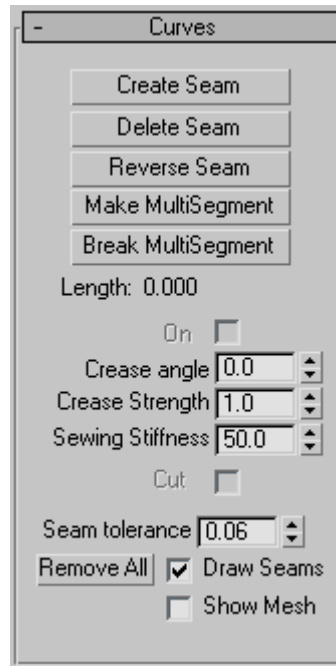 - Curves
Create Seam
Delete Seam
Reverse Seam
Make MultiSegment
Break MultiSegment
Length: 0.000
On
Crease angle 0.0
Crease Strength 1.0
Sewing Stiffness 50.0
Cut
Seam tolerance 0.06
Remove All Draw Seams
Show Mesh